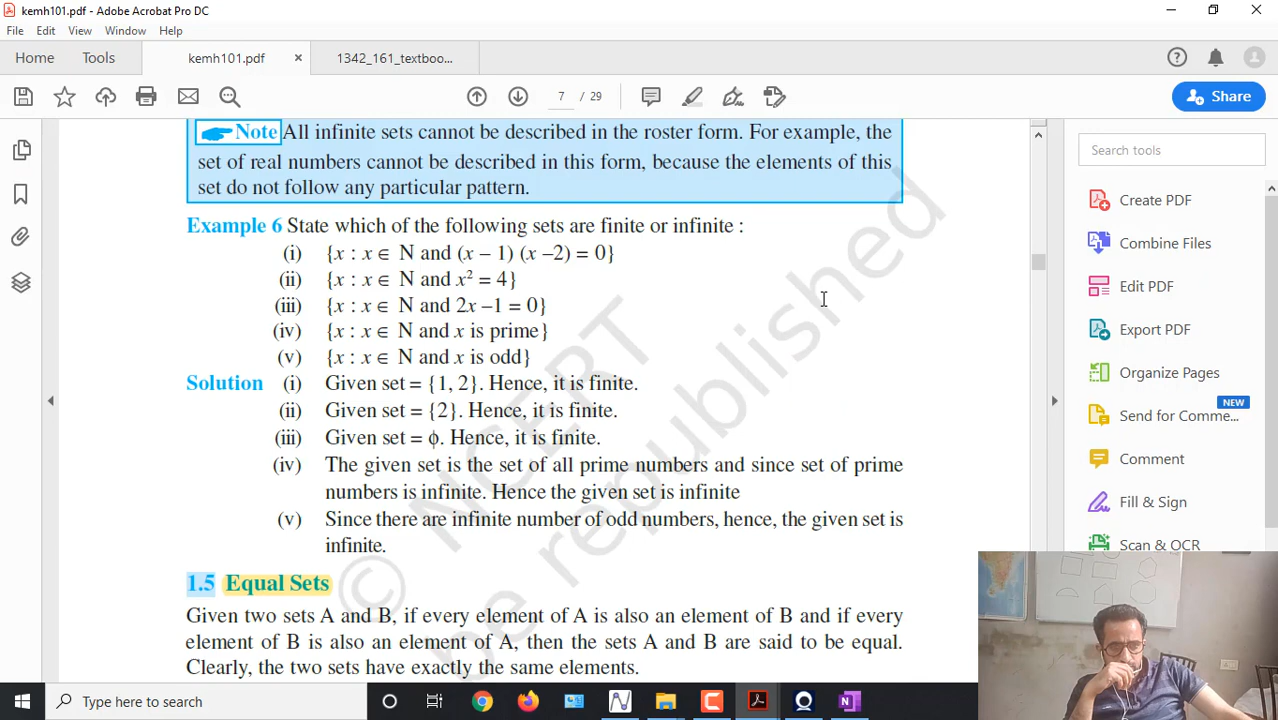 kemh101.pdf - Adobe Acrobat Pro DC
File Edit View Window Help
Home Tools kemh101.pdf × 1342_161_textboo...
7 / 29 Share
Note All infinite sets cannot be described in the roster form. For example, the
set of real numbers cannot be described in this form, because the elements of this
set do not follow any particular pattern.
Example 6 State which of the following sets are finite or infinite :
(i) {x : x ∈ N and (x – 1) (x –2) = 0}
(ii) {x : x ∈ N and x² = 4}
(iii) {x : x ∈ N and 2x –1 = 0}
(iv) {x : x ∈ N and x is prime}
(v) {x : x ∈ N and x is odd}
Solution (i) Given set = {1, 2}. Hence, it is finite.
(ii) Given set = {2}. Hence, it is finite.
(iii) Given set = ϕ. Hence, it is finite.
(iv) The given set is the set of all prime numbers and since set of prime
numbers is infinite. Hence the given set is infinite
(v) Since there are infinite number of odd numbers, hence, the given set is
infinite.
1.5 Equal Sets
Given two sets A and B, if every element of A is also an element of B and if every
element of B is also an element of A, then the sets A and B are said to be equal.
Clearly, the two sets have exactly the same elements.
© NCERT
be republished
Search tools
Create PDF
Combine Files
Edit PDF
Export PDF
Organize Pages
NEW
Send for Comme...
Comment
Fill & Sign
Scan & OCR
Type here to search